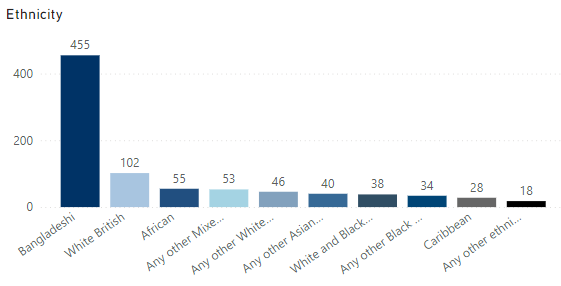 Ethnicity
455
400
102
200
55
53
46
40
38
34
28
18
0
Bangladeshi
White British
African
Any other Mixe...
Any other White...
Any other Asian...
White and Black...
Any other Black ...
Caribbean
Any other ethni...